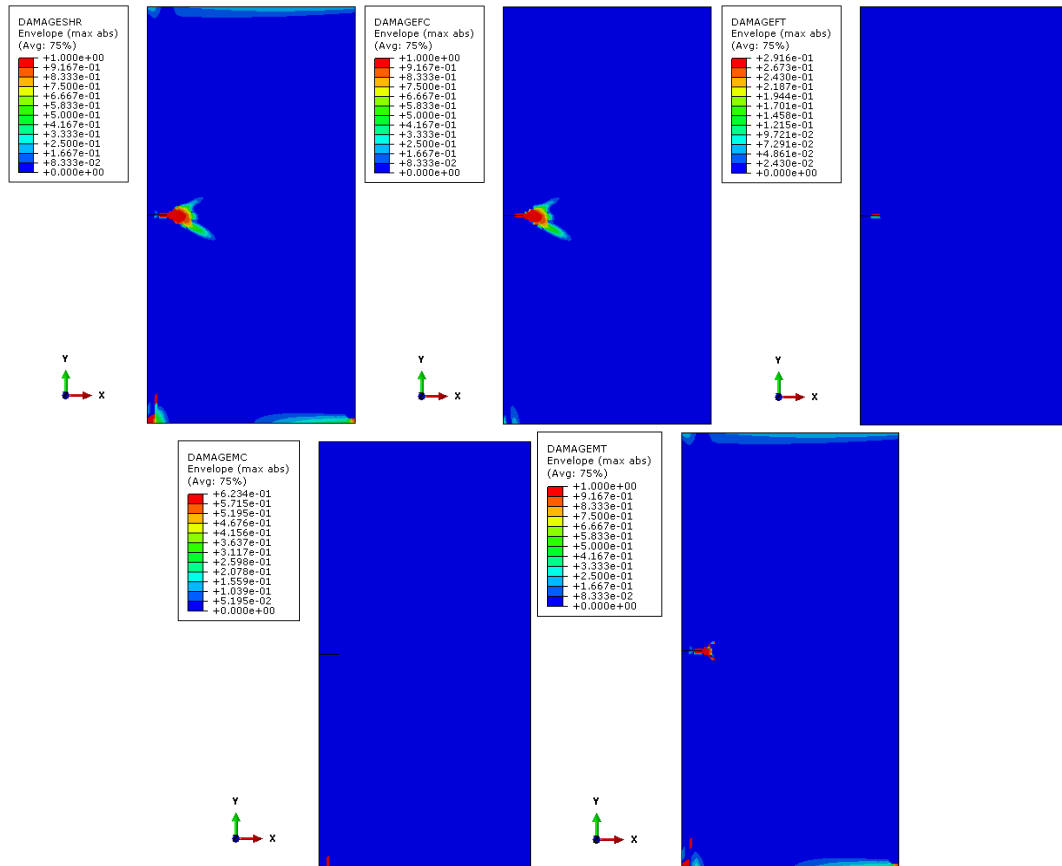 DAMAGESHR
Envelope (max abs)
(Avg: 75%)
+1.000e+00
+9.167e-01
+8.333e-01
+7.500e-01
+6.667e-01
+5.833e-01
+5.000e-01
+4.167e-01
+3.333e-01
+2.500e-01
+1.667e-01
+8.333e-02
+0.000e+00
Y
X
DAMAGEFC
Envelope (max abs)
(Avg: 75%)
+1.000e+00
+9.167e-01
+8.333e-01
+7.500e-01
+6.667e-01
+5.833e-01
+5.000e-01
+4.167e-01
+3.333e-01
+2.500e-01
+1.667e-01
+8.333e-02
+0.000e+00
Y
X
DAMAGEFT
Envelope (max abs)
(Avg: 75%)
+2.916e-01
+2.673e-01
+2.430e-01
+2.187e-01
+1.944e-01
+1.701e-01
+1.458e-01
+1.215e-01
+9.721e-02
+7.291e-02
+4.861e-02
+2.430e-02
+0.000e+00
Y
X
DAMAGEMC
Envelope (max abs)
(Avg: 75%)
+6.234e-01
+5.715e-01
+5.195e-01
+4.676e-01
+4.156e-01
+3.637e-01
+3.117e-01
+2.598e-01
+2.078e-01
+1.559e-01
+1.039e-01
+5.195e-02
+0.000e+00
Y
X
DAMAGEMT
Envelope (max abs)
(Avg: 75%)
+1.000e+00
+9.167e-01
+8.333e-01
+7.500e-01
+6.667e-01
+5.833e-01
+5.000e-01
+4.167e-01
+3.333e-01
+2.500e-01
+1.667e-01
+8.333e-02
+0.000e+00
Y
X